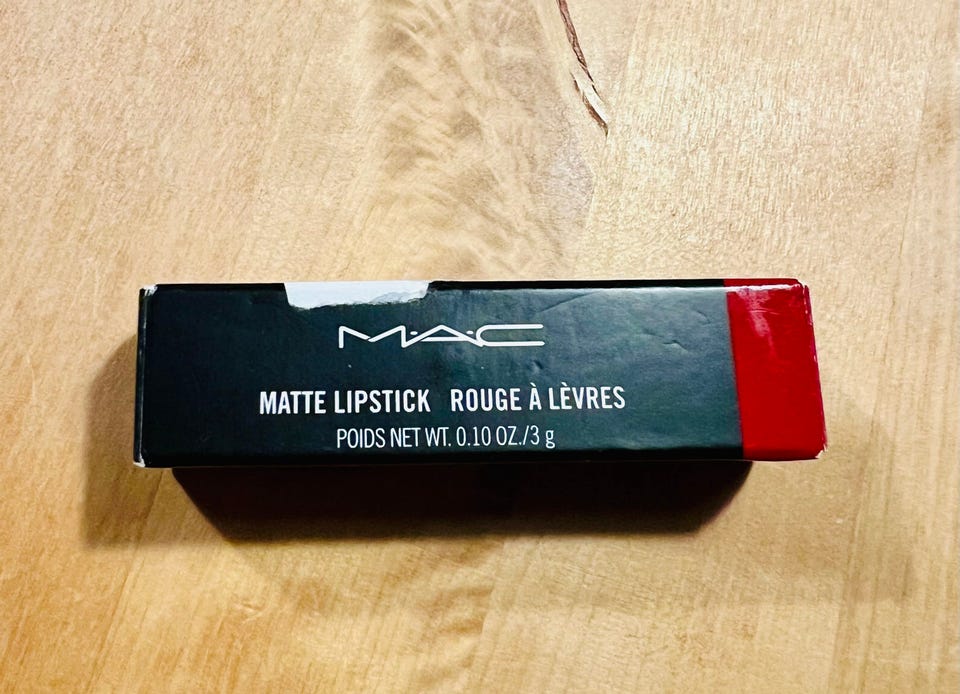 M·A·C
MATTE LIPSTICK ROUGE À LÈVRES
POIDS NET WT. 0.10 OZ./3 g